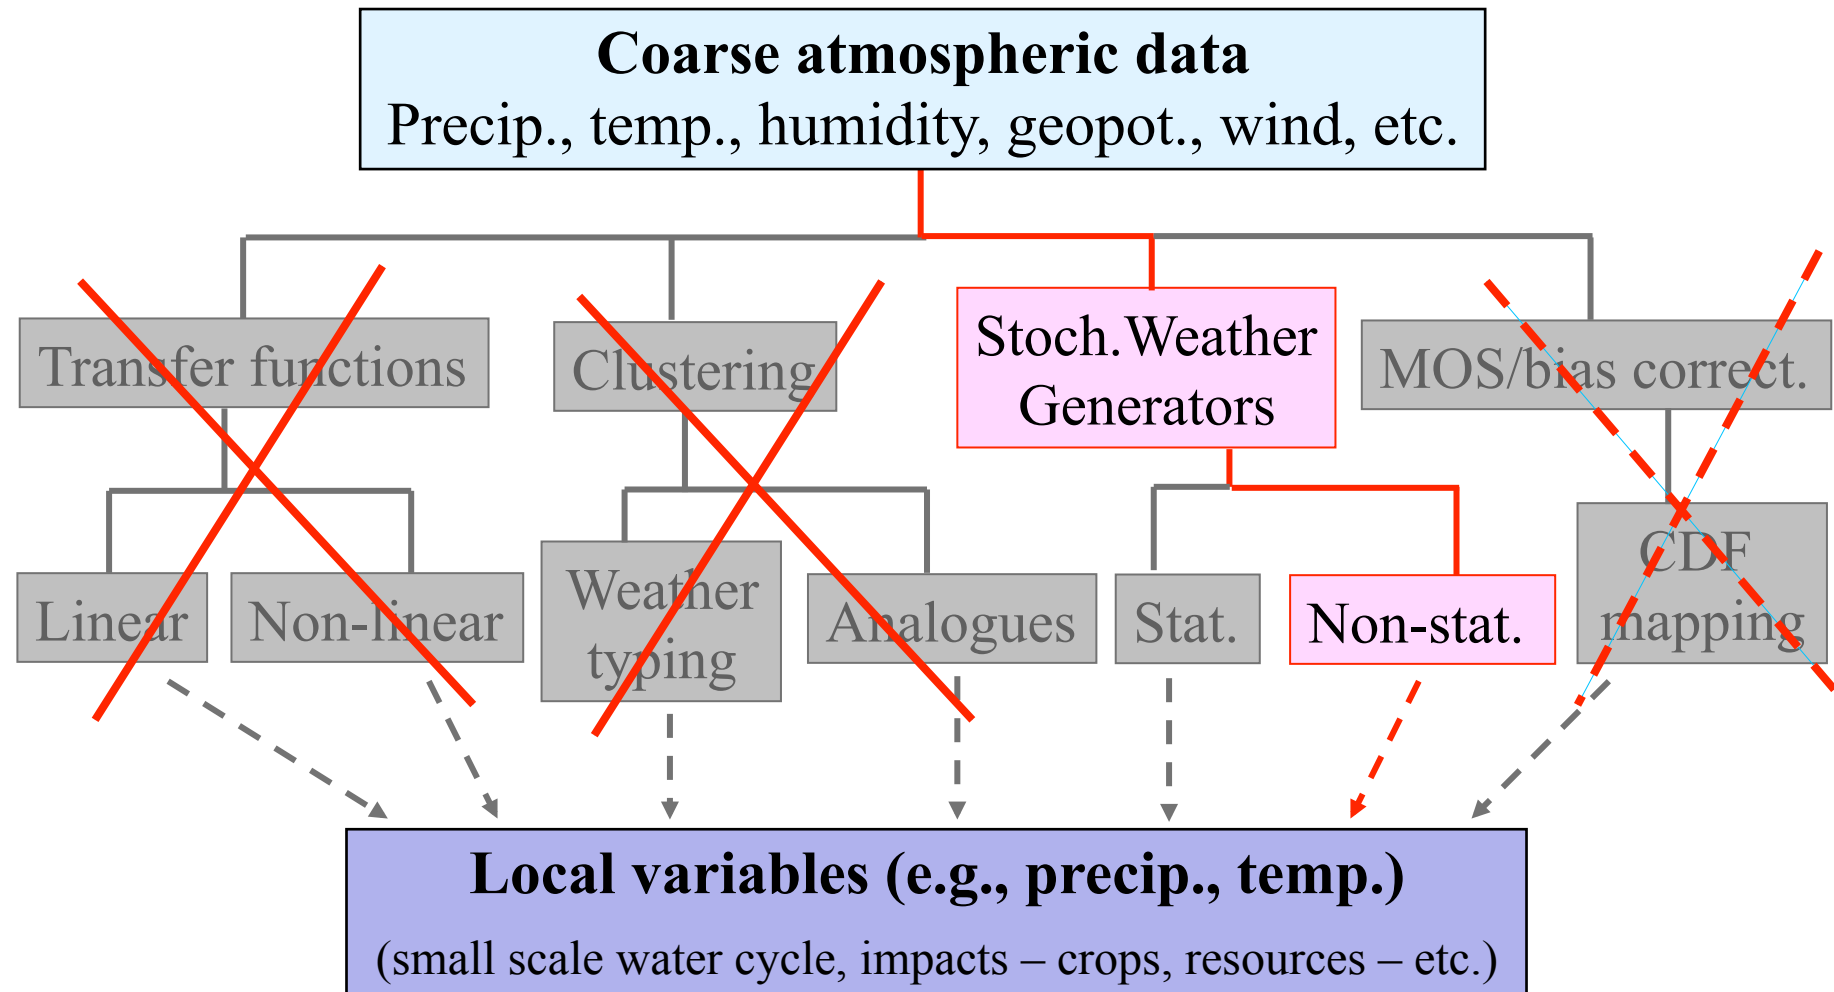 Coarse atmospheric data
Precip., temp., humidity, geopot., wind, etc.
Transfer functions
Clustering
Stoch. Weather
Generators
MOS/bias correct.
Linear
Non-linear
Weather
typing
Analogues
Stat.
Non-stat.
CDF
mapping
Local variables (e.g., precip., temp.)
(small scale water cycle, impacts – crops, resources – etc.)